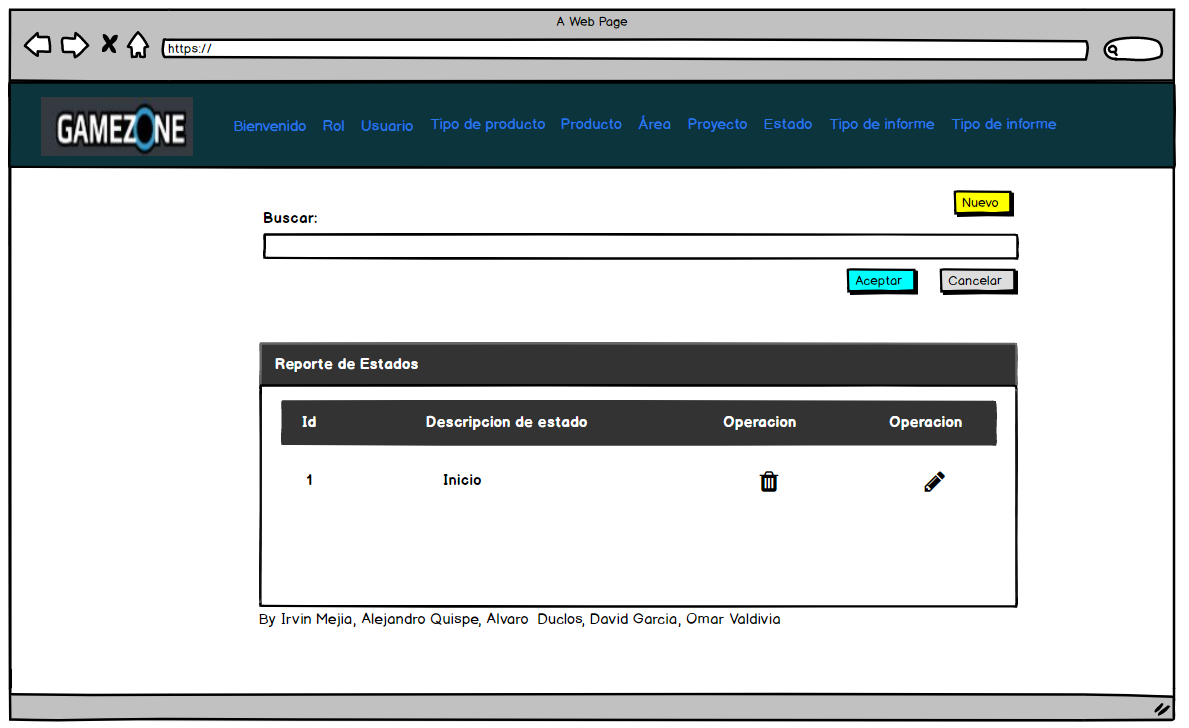 A Web Page
https://
GAMEZONE Bienvenido Rol Usuario Tipo de producto Producto Área Proyecto Estado Tipo de informe Tipo de informe
Nuevo
Buscar:
Aceptar Cancelar
Reporte de Estados
Id Descripcion de estado Operacion Operacion
1 Inicio
By Irvin Mejia, Alejandro Quispe, Alvaro Duclos, David Garcia, Omar Valdivia